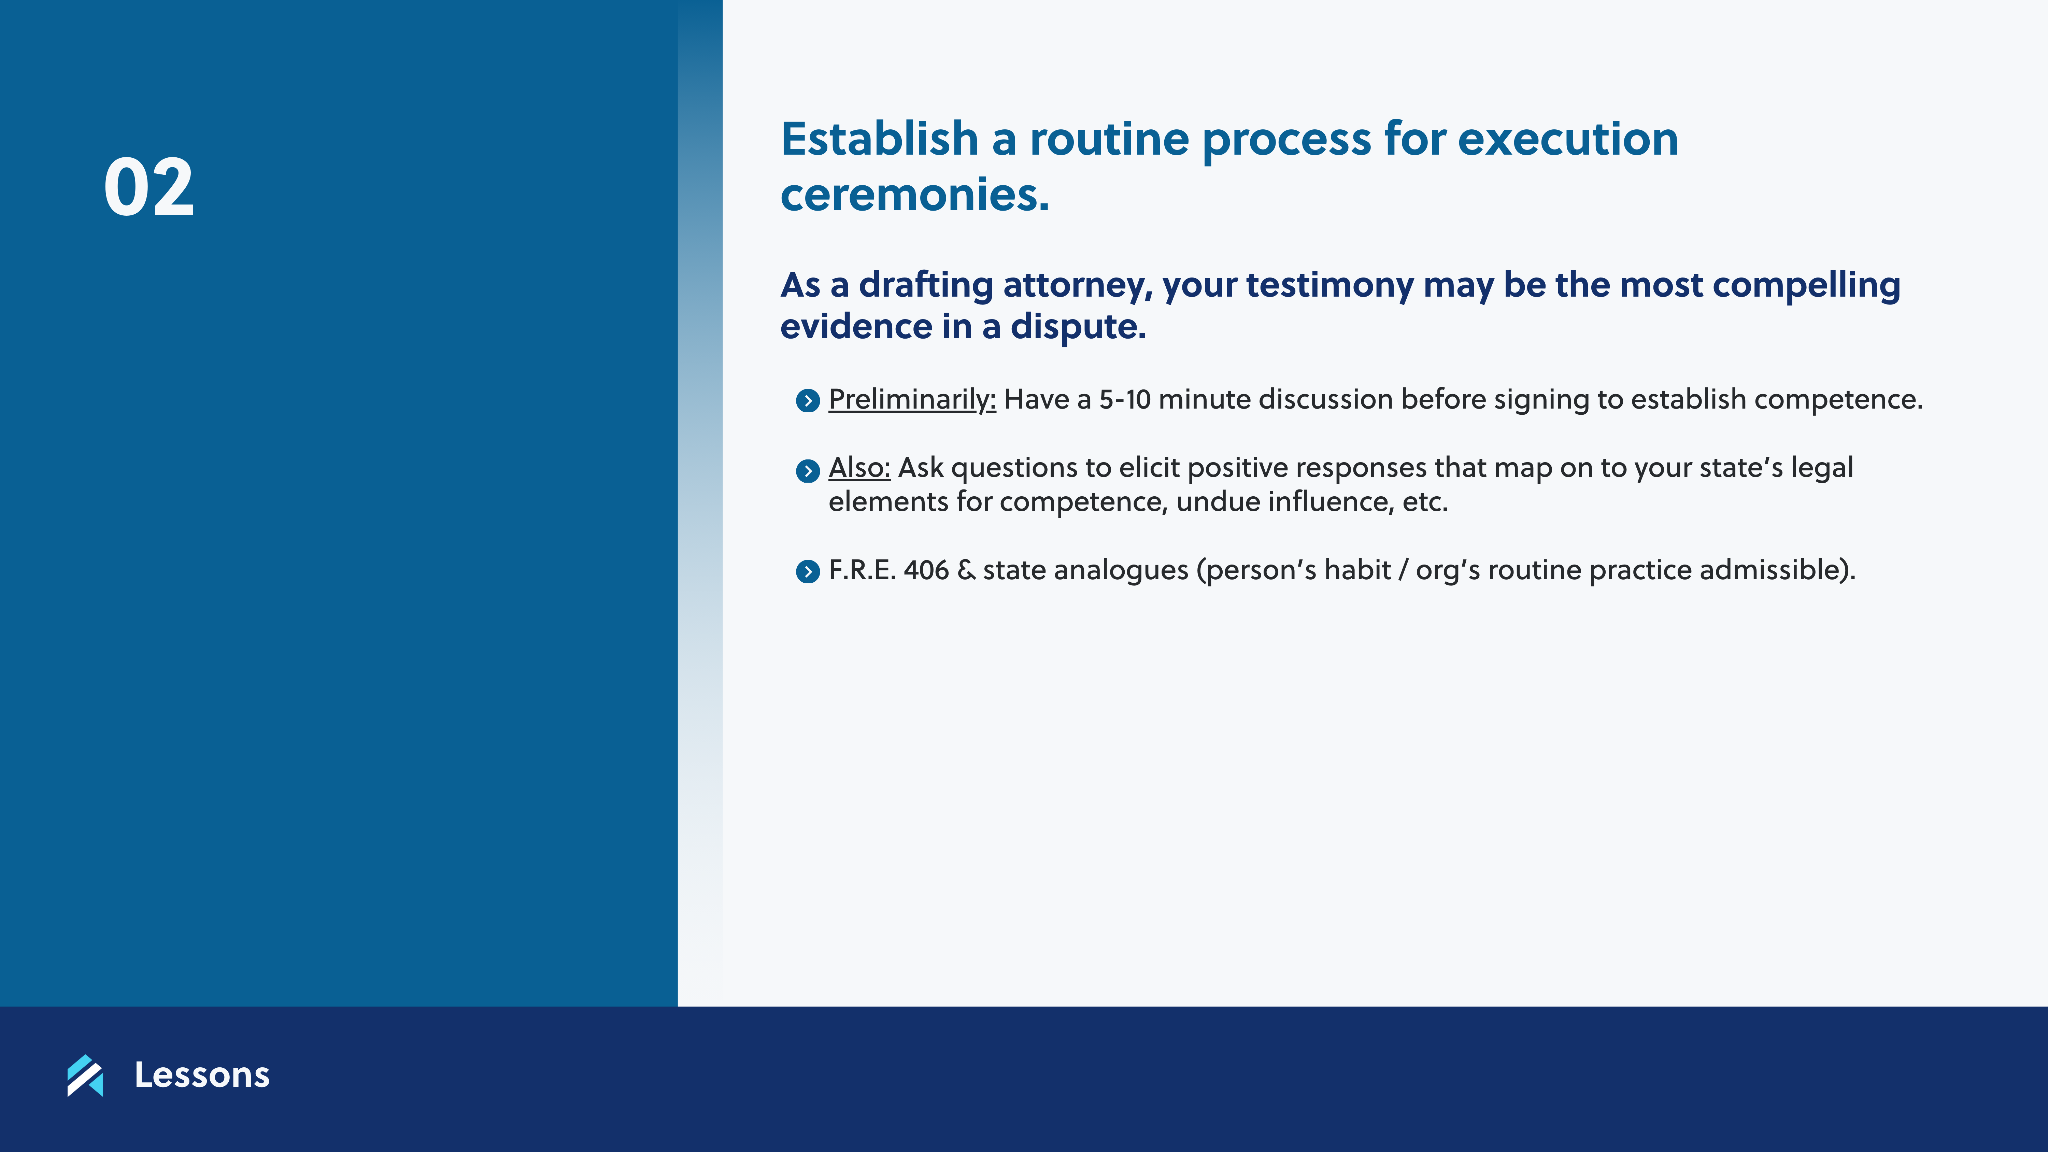 02
Establish a routine process for execution
ceremonies.
As a drafting attorney, your testimony may be the most compelling
evidence in a dispute.
Preliminarily: Have a 5-10 minute discussion before signing to establish competence.
Also: Ask questions to elicit positive responses that map on to your state’s legal
elements for competence, undue influence, etc.
F.R.E. 406 & state analogues (person’s habit / org’s routine practice admissible).
Lessons